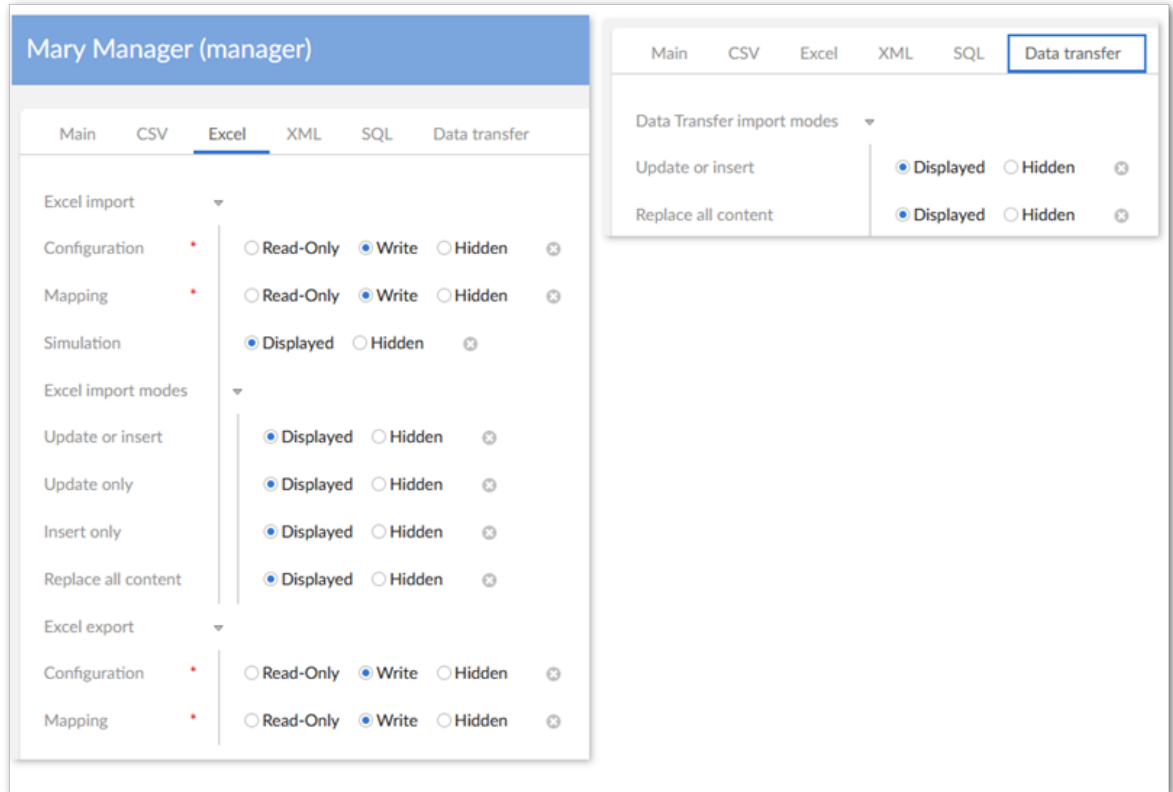 Mary Manager (manager)
Main CSV Excel XML SQL Data transfer
Excel import
Configuration * Read-Only Write Hidden
Mapping * Read-Only Write Hidden
Simulation Displayed Hidden
Excel import modes
Update or insert Displayed Hidden
Update only Displayed Hidden
Insert only Displayed Hidden
Replace all content Displayed Hidden
Excel export
Configuration * Read-Only Write Hidden
Mapping * Read-Only Write Hidden
Main CSV Excel XML SQL Data transfer
Data Transfer import modes
Update or insert Displayed Hidden
Replace all content Displayed Hidden